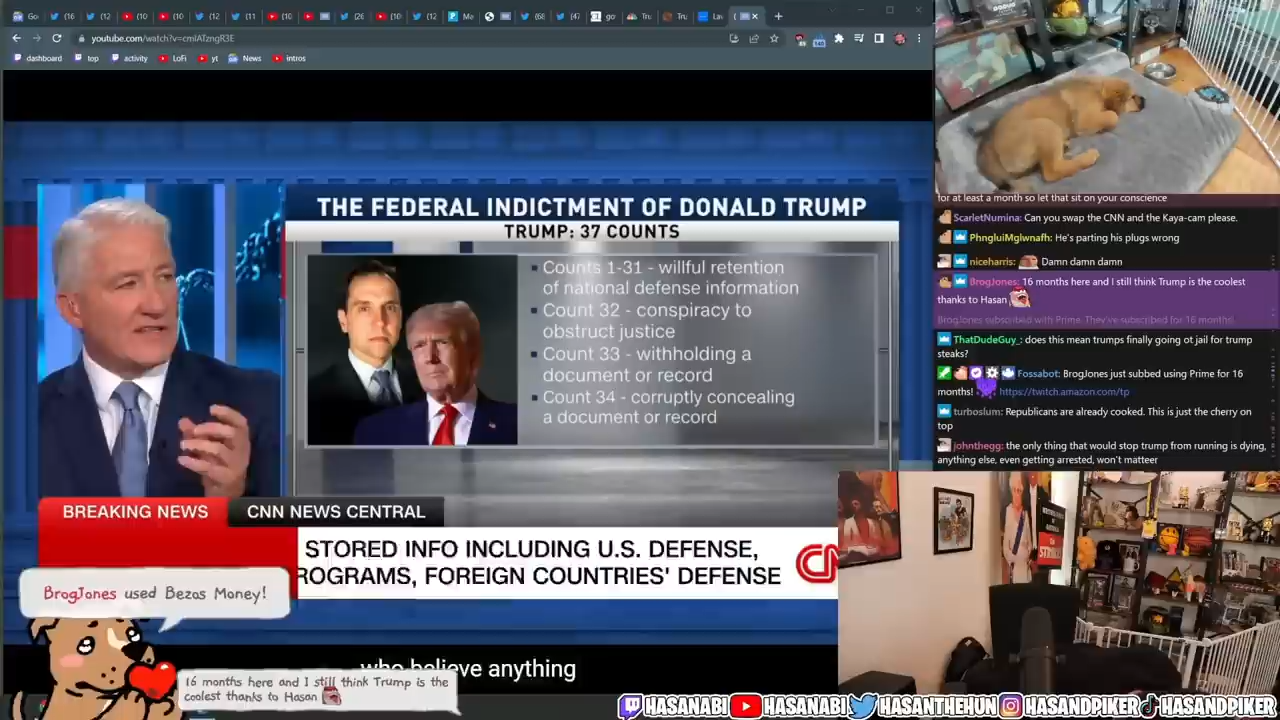 youtube.com/watch?v=cmIATzngR3E
dashboard
top
activity
LoFi
yt
News
intros
THE FEDERAL INDICTMENT OF DONALD TRUMP
TRUMP: 37 COUNTS
Counts 1-31 - willful retention
of national defense information
Count 32 - conspiracy to
obstruct justice
Count 33 - withholding a
document or record
Count 34 - corruptly concealing
a document or record
BREAKING NEWS
CNN NEWS CENTRAL
STORED INFO INCLUDING U.S. DEFENSE,
ROGRAMS, FOREIGN COUNTRIES' DEFENSE
BrogJones used Bezos Money!
who believe anything
16 months here and I still think Trump is the
coolest thanks to Hasan
for at least a month so let that sit on your conscience
ScarletNumina: Can you swap the CNN and the Kaya-cam please.
PhngluiMglwnafh: He's parting his plugs wrong
niceharris: Damn damn damn
BrogJones: 16 months here and I still think Trump is the coolest
thanks to Hasan
BrogJones subscribed with Prime. They've subscribed for 16 months!
ThatDudeGuy_: does this mean trumps finally going ot jail for trump
steaks?
Fossabot: BrogJones just subbed using Prime for 16
months! https://twitch.amazon.com/tp
turboslum: Republicans are already cooked. This is just the cherry on
top
johnthegg: the only thing that would stop trump from running is dying,
anything else, even getting arrested, won't matteer
HASANABI HASANABI HASANTHEHUN HASANDPIKER HASANDPIKER